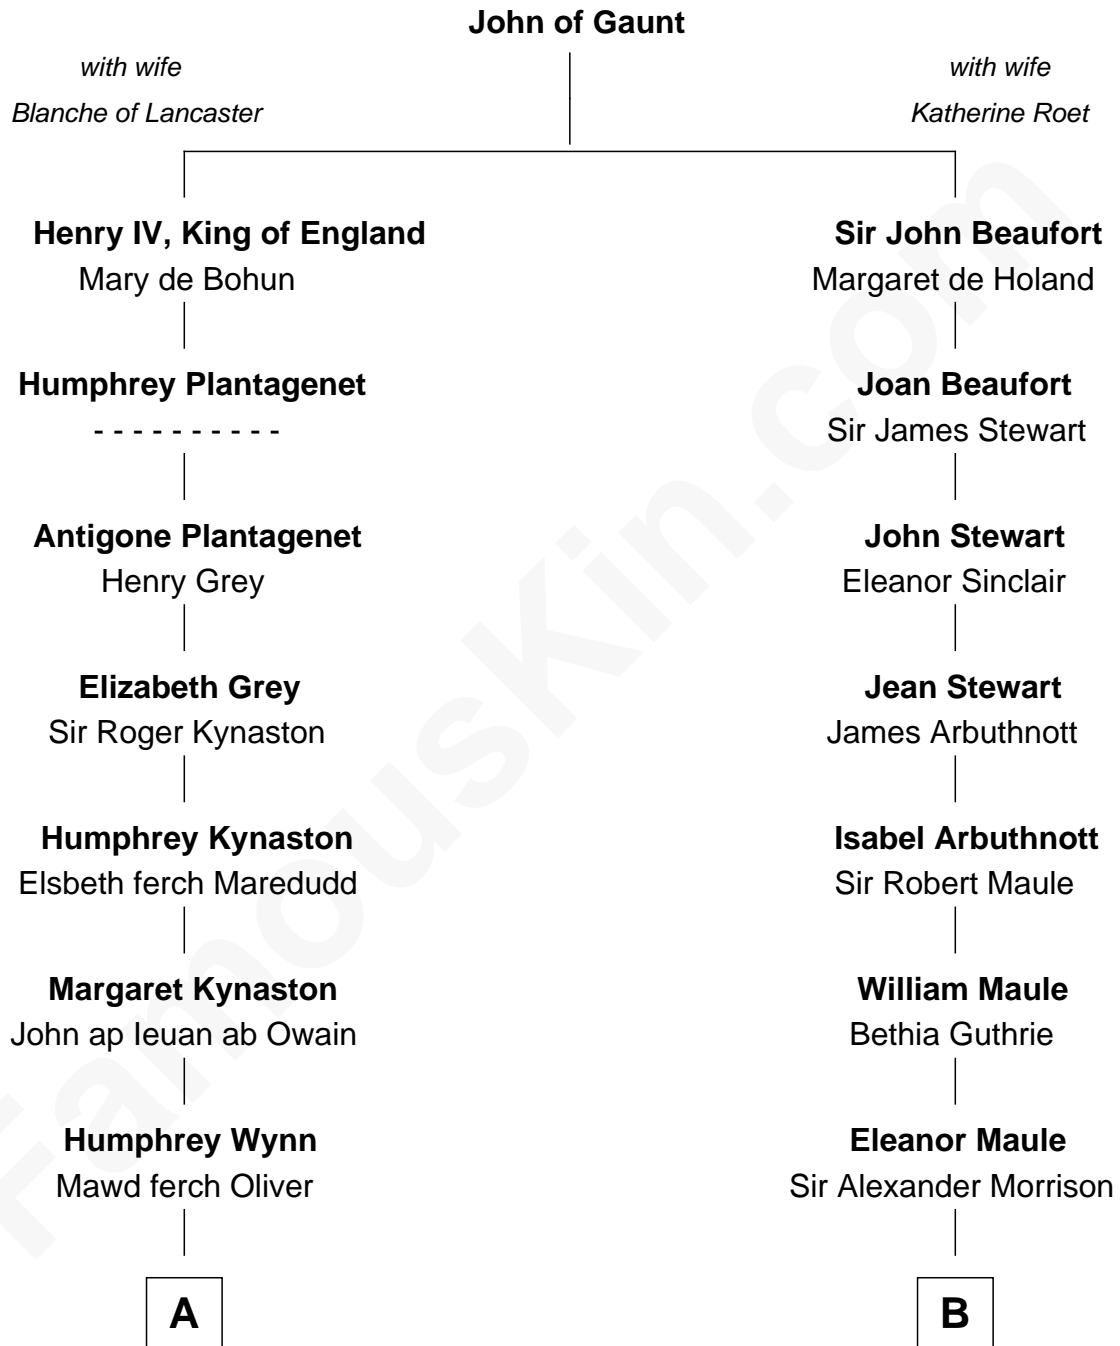 John of Gaunt
with wife
Blanche of Lancaster
with wife
Katherine Roet
Henry IV, King of England
Mary de Bohun
Sir John Beaufort
Margaret de Holand
Humphrey Plantagenet
- - - - - - - - - -
Joan Beaufort
Sir James Stewart
Antigone Plantagenet
Henry Grey
John Stewart
Eleanor Sinclair
Elizabeth Grey
Sir Roger Kynaston
Jean Stewart
James Arbuthnott
Humphrey Kynaston
Elsbeth ferch Maredudd
Isabel Arbuthnott
Sir Robert Maule
Margaret Kynaston
John ap Ieuan ab Owain
William Maule
Bethia Guthrie
Humphrey Wynn
Mawd ferch Oliver
Eleanor Maule
Sir Alexander Morrison
A
B
FamousKin.com